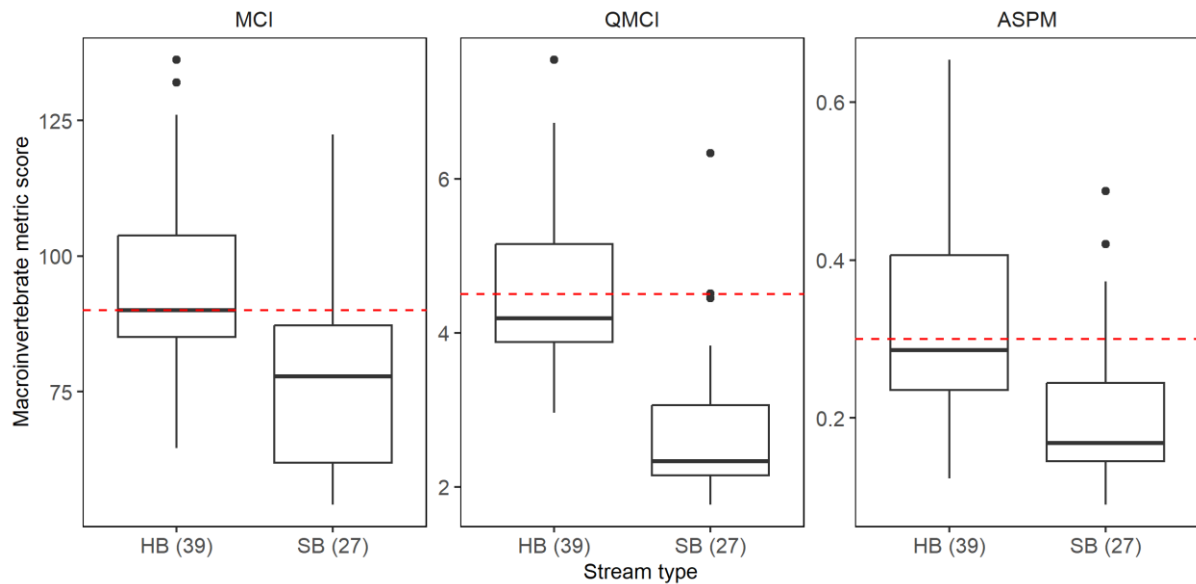 MCI
QMCI
ASPM
Macroinvertebrate metric score
125
100
75
6
4
2
0.6
0.4
0.2
HB (39)
SB (27)
HB (39)
SB (27)
HB (39)
SB (27)
Stream type